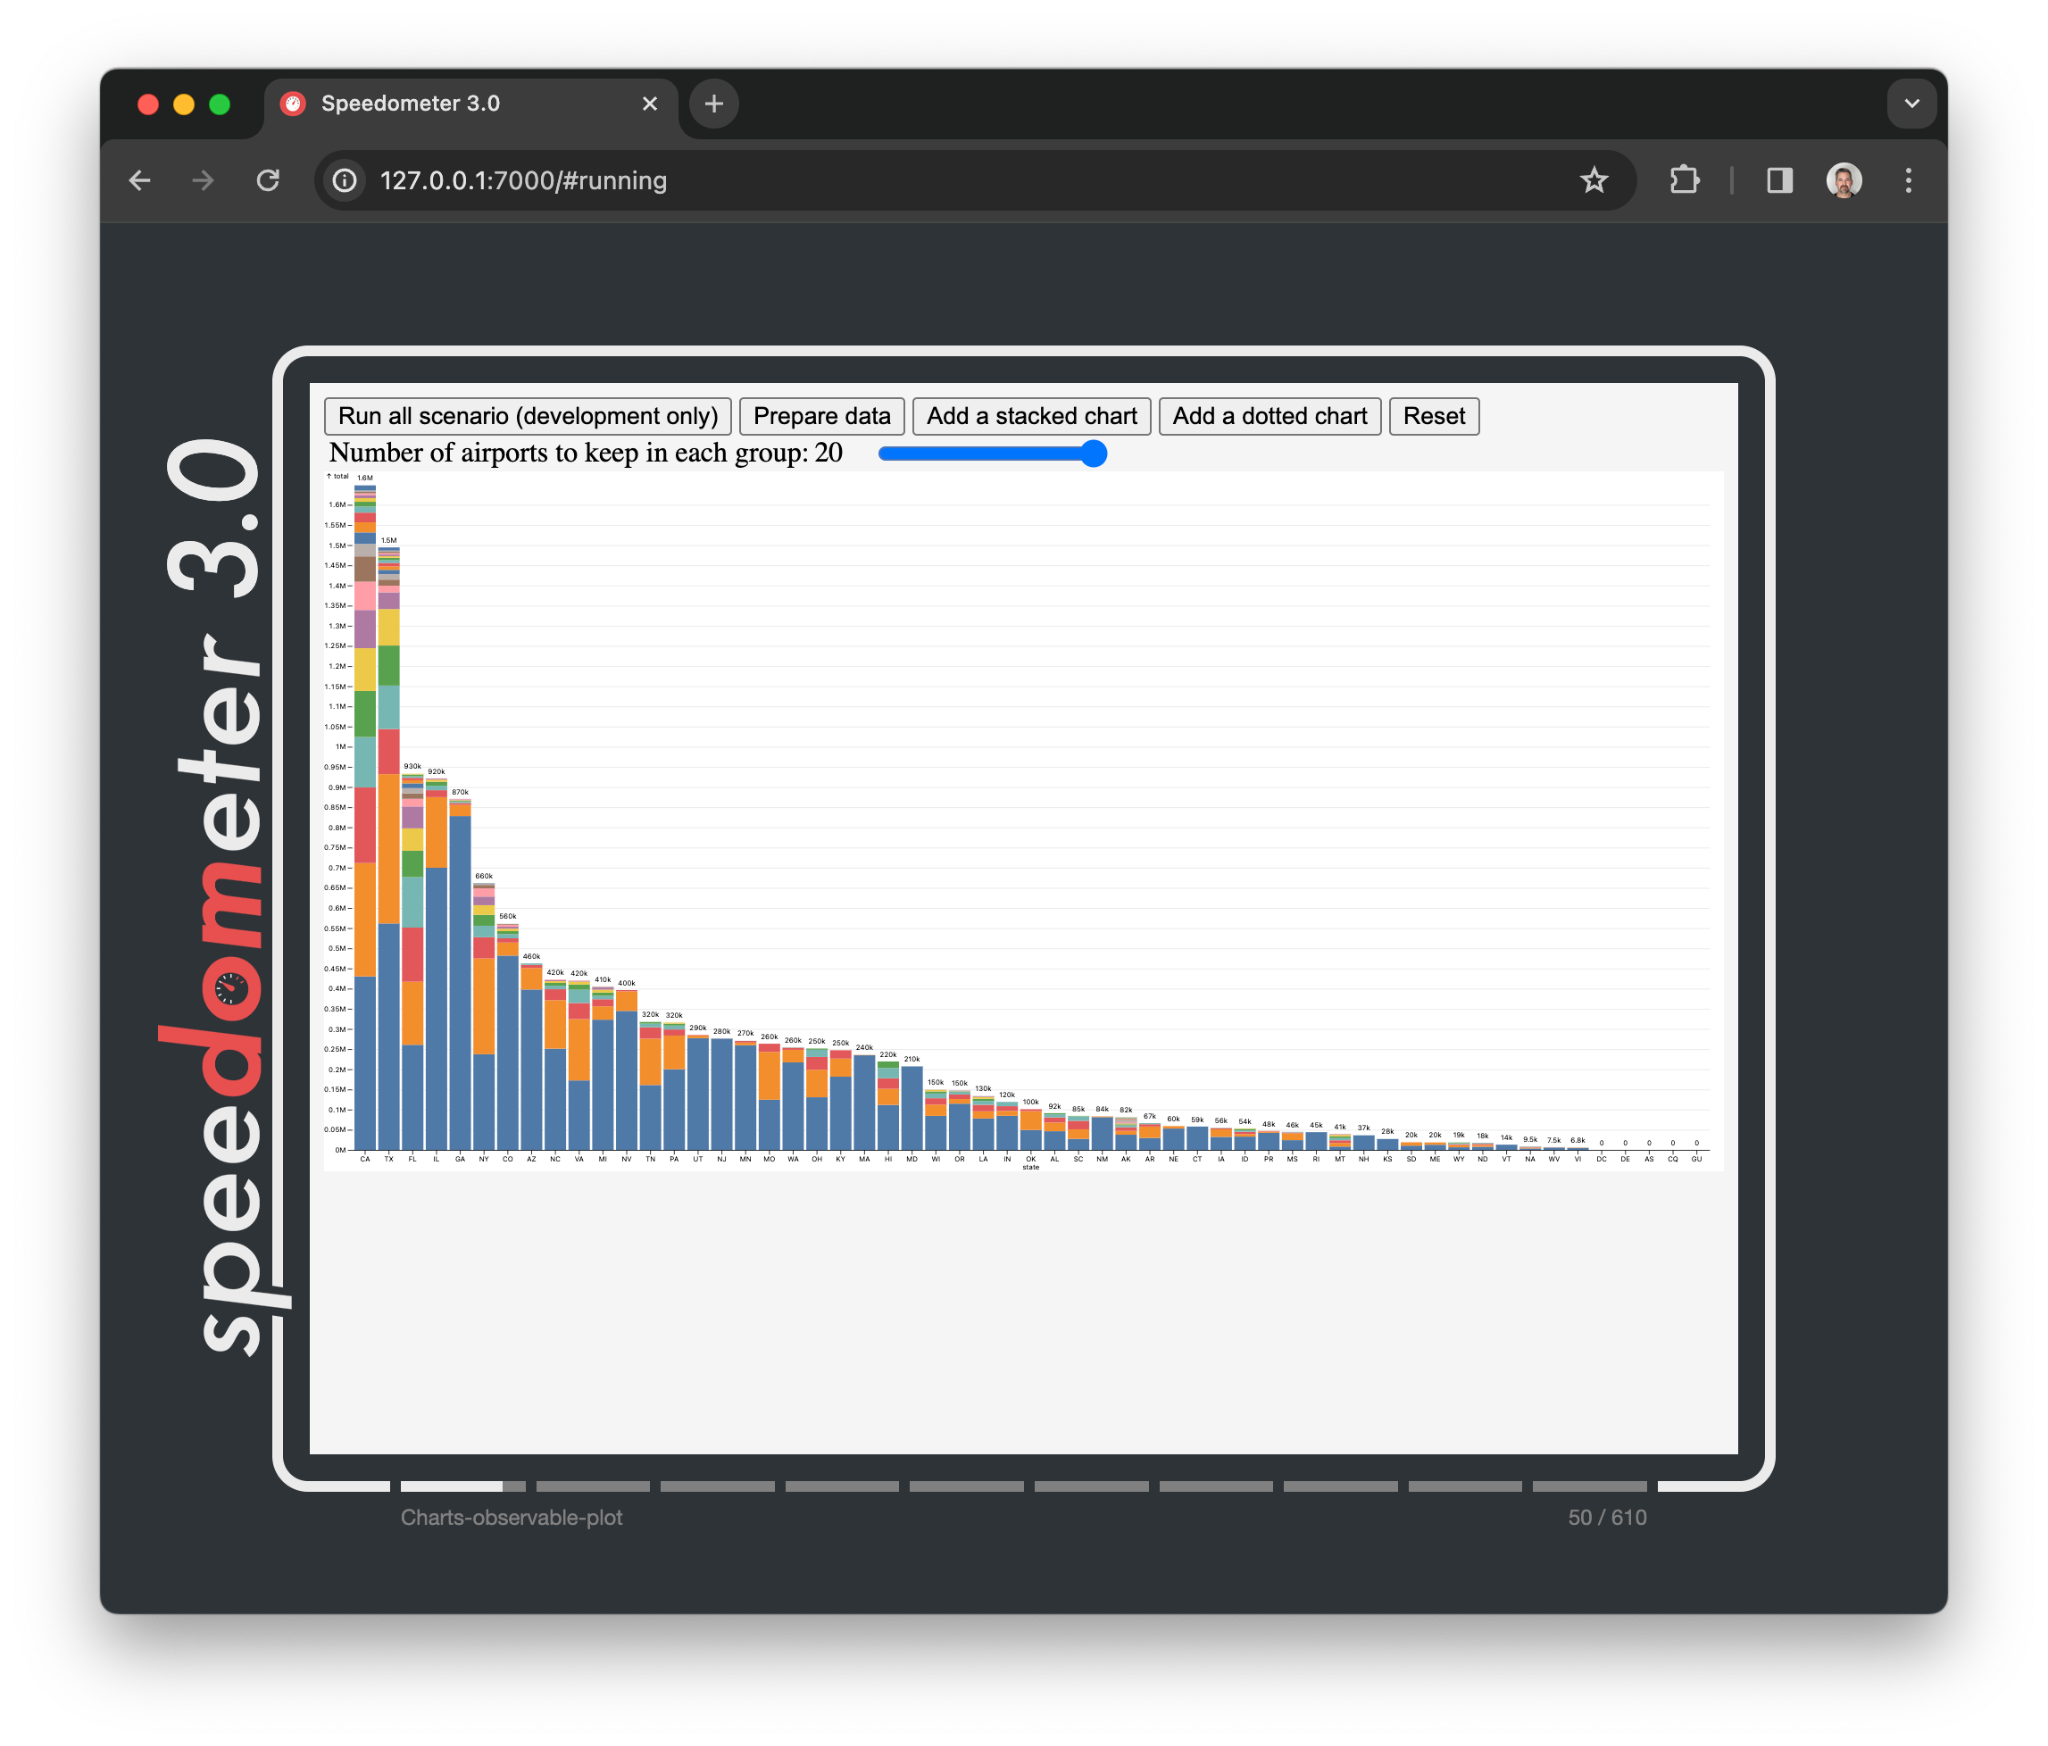 Speedometer 3.0
127.0.0.1:7000/#running
speedometer 3.0
Run all scenario (development only) Prepare data Add a stacked chart Add a dotted chart Reset
Number of airports to keep in each group: 20
↑ total
1.6M
1.55M
1.5M
1.45M
1.4M
1.35M
1.3M
1.25M
1.2M
1.15M
1.1M
1.05M
1M
0.95M
0.9M
0.85M
0.8M
0.75M
0.7M
0.65M
0.6M
0.55M
0.5M
0.45M
0.4M
0.35M
0.3M
0.25M
0.2M
0.15M
0.1M
0.05M
0M
1.6M 1.5M 930k 920k 870k 660k 560k 460k 420k 420k 410k 400k 320k 320k 290k 280k 270k 260k 260k 250k 250k 240k 220k 210k 150k 150k 130k 120k 100k 92k 85k 84k 82k 67k 60k 59k 56k 54k 48k 46k 45k 41k 37k 28k 20k 20k 19k 18k 14k 9.5k 7.5k 6.8k 0 0 0 0 0
CA TX FL IL GA NY CO AZ NC VA MI NV TN PA UT NJ MN MO WA OH KY MA HI MD WI OR LA IN OK AL SC NM AK AR NE CT IA ID PR MS RI MT NH KS SD ME WY ND VT NA WV VI DC DE AS CQ GU
state
Charts-observable-plot
50 / 610